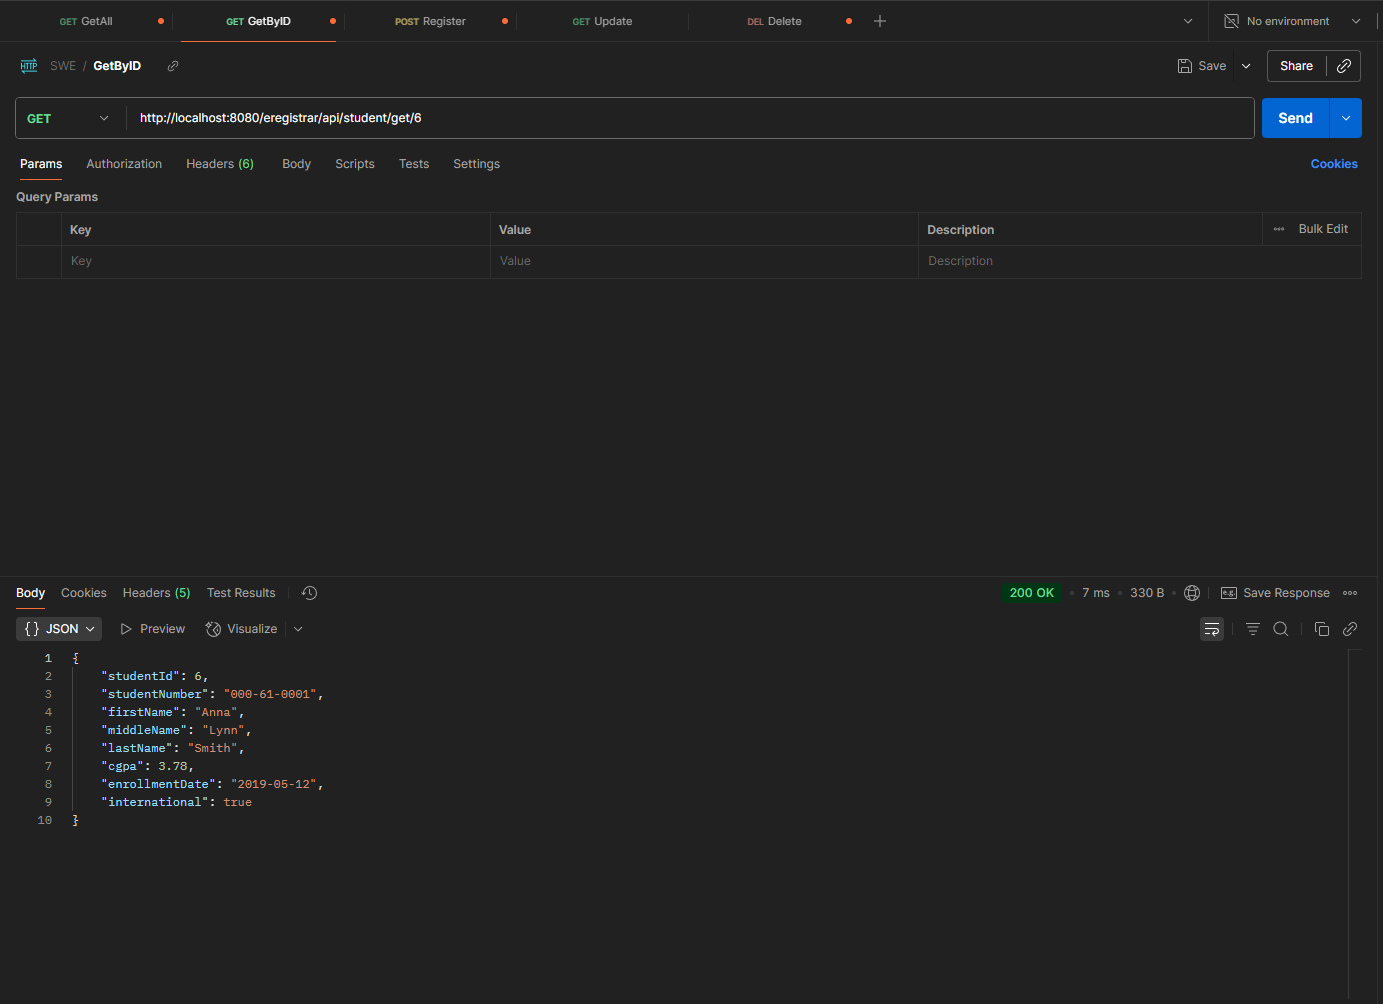 GET GetAll GET GetByID POST Register GET Update DEL Delete No environment
HTTP SWE / GetByID Save Share
GET http://localhost:8080/eregistrar/api/student/get/6 Send
Params Authorization Headers (6) Body Scripts Tests Settings Cookies
Query Params
Key Value Description Bulk Edit
Key Value Description
Body Cookies Headers (5) Test Results 200 OK 7 ms 330 B e.g. Save Response
{} JSON Preview Visualize
1 {
2 "studentId": 6,
3 "studentNumber": "000-61-0001",
4 "firstName": "Anna",
5 "middleName": "Lynn",
6 "lastName": "Smith",
7 "cgpa": 3.78,
8 "enrollmentDate": "2019-05-12",
9 "international": true
10 }